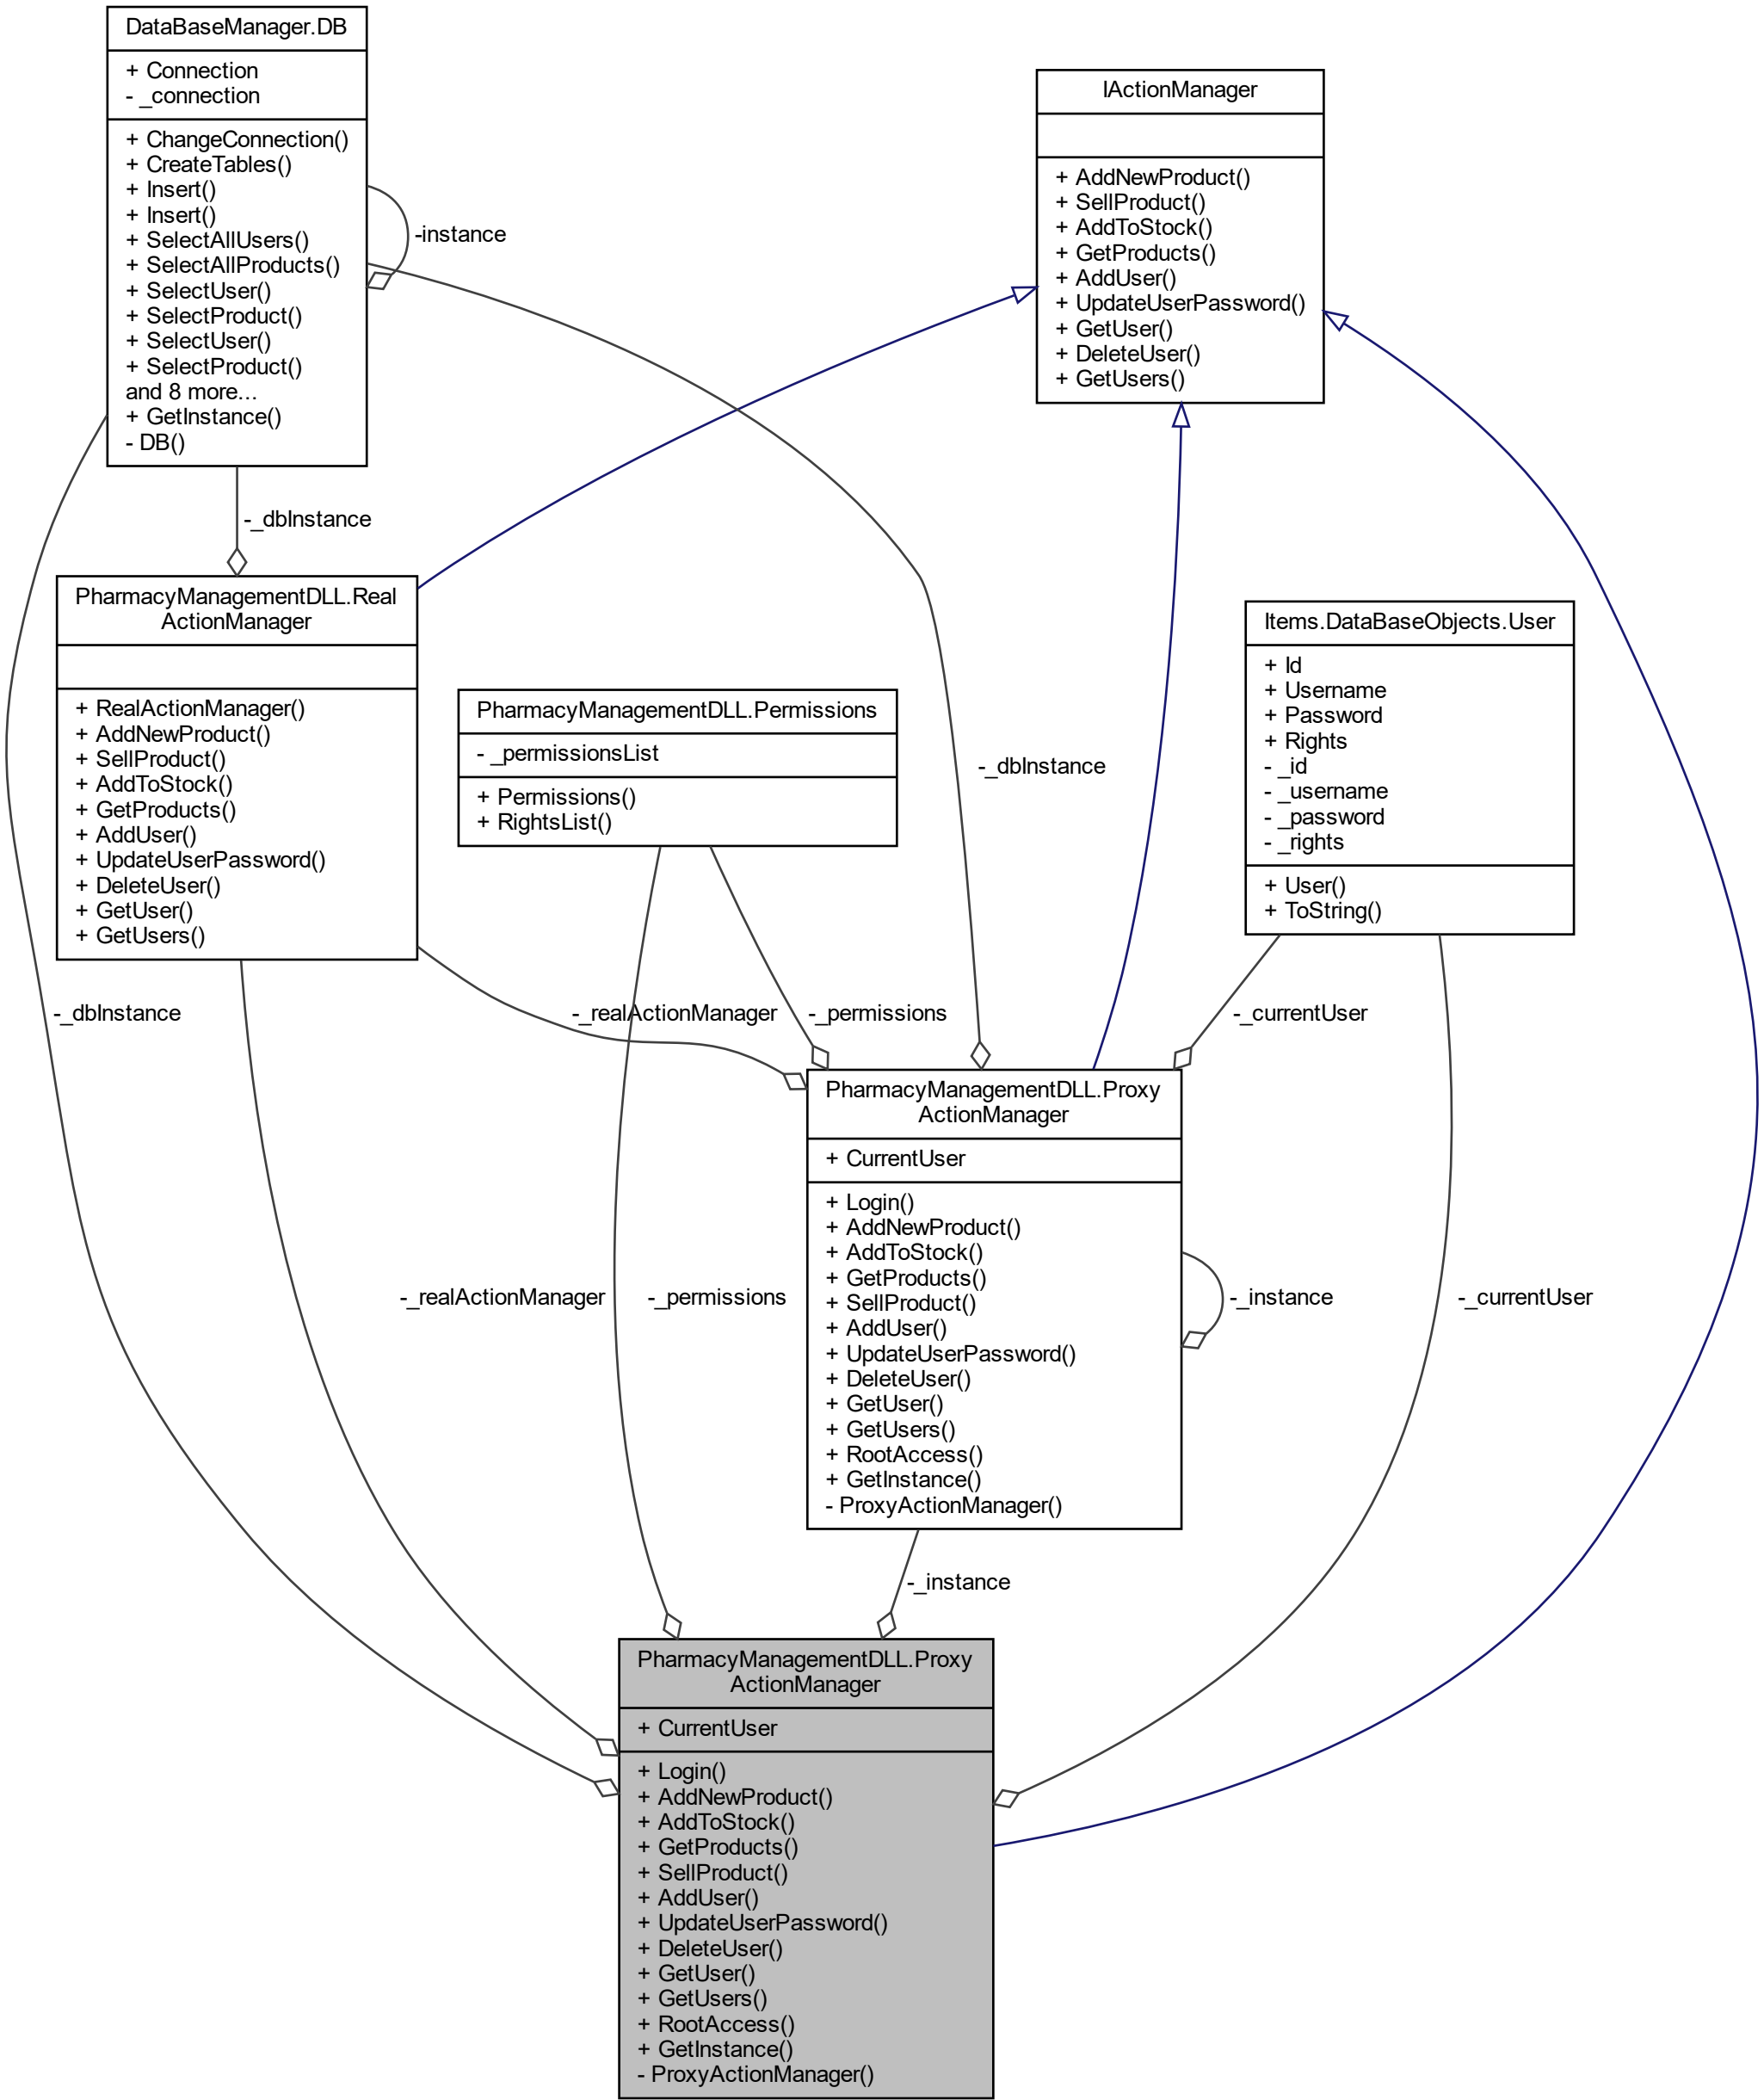 DataBaseManager.DB
+ Connection
- _connection
+ ChangeConnection()
+ CreateTables()
+ Insert()
+ Insert()
+ SelectAllUsers()
+ SelectAllProducts()
+ SelectUser()
+ SelectProduct()
+ SelectUser()
+ SelectProduct()
and 8 more...
+ GetInstance()
- DB()
-instance
IActionManager
+ AddNewProduct()
+ SellProduct()
+ AddToStock()
+ GetProducts()
+ AddUser()
+ UpdateUserPassword()
+ GetUser()
+ DeleteUser()
+ GetUsers()
-_dbInstance
PharmacyManagementDLL.Real
ActionManager
+ RealActionManager()
+ AddNewProduct()
+ SellProduct()
+ AddToStock()
+ GetProducts()
+ AddUser()
+ UpdateUserPassword()
+ DeleteUser()
+ GetUser()
+ GetUsers()
PharmacyManagementDLL.Permissions
- _permissionsList
+ Permissions()
+ RightsList()
-_dbInstance
Items.DataBaseObjects.User
+ Id
+ Username
+ Password
+ Rights
- _id
- _username
- _password
- _rights
+ User()
+ ToString()
-_dbInstance
-_realActionManager
-_permissions
-_currentUser
PharmacyManagementDLL.Proxy
ActionManager
+ CurrentUser
+ Login()
+ AddNewProduct()
+ AddToStock()
+ GetProducts()
+ SellProduct()
+ AddUser()
+ UpdateUserPassword()
+ DeleteUser()
+ GetUser()
+ GetUsers()
+ RootAccess()
+ GetInstance()
- ProxyActionManager()
-_realActionManager
-_permissions
-_instance
-_currentUser
-_instance
PharmacyManagementDLL.Proxy
ActionManager
+ CurrentUser
+ Login()
+ AddNewProduct()
+ AddToStock()
+ GetProducts()
+ SellProduct()
+ AddUser()
+ UpdateUserPassword()
+ DeleteUser()
+ GetUser()
+ GetUsers()
+ RootAccess()
+ GetInstance()
- ProxyActionManager()